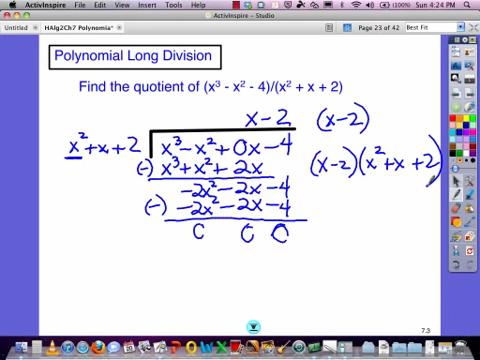 ActivInspire File Edit View Insert Tools Help
Sun 4:24 PM
ActivInspire – Studio
Untitled HAlg2Ch7 Polynomia* Page 23 of 42 Best Fit
Polynomial Long Division
Find the quotient of (x³ - x² - 4)/(x² + x + 2)
x - 2 (x-2)
x² + x + 2 x³ - x² + 0x - 4
(-) x³ + x² + 2x (x-2)(x² + x + 2)
-2x² - 2x - 4
(-) -2x² - 2x - 4
0 0 0
7.3